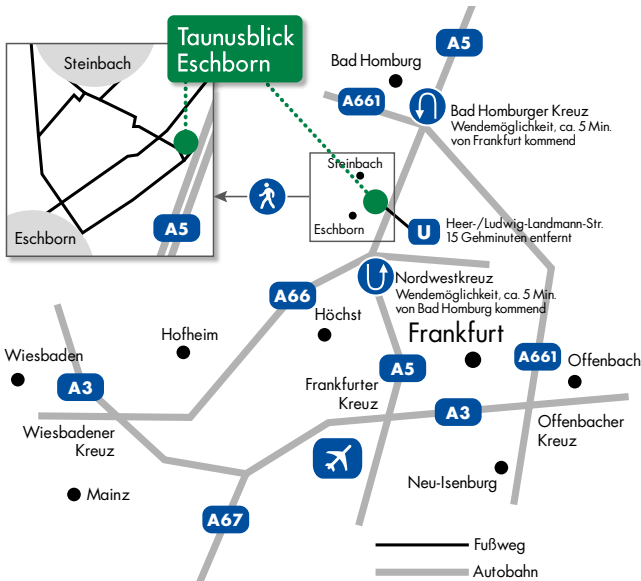 Taunusblick
Eschborn
Steinbach
Eschborn
A5
A5
Bad Homburg
A661
Bad Homburger Kreuz
Wendemöglichkeit, ca. 5 Min.
von Frankfurt kommend
Steinbach
Eschborn
U
Heer-/Ludwig-Landmann-Str.
15 Gehminuten entfernt
Nordwestkreuz
Wendemöglichkeit, ca. 5 Min.
von Bad Homburg kommend
A66
Höchst
Hofheim
Frankfurt
Wiesbaden
A3
A5
A661
Offenbach
Frankfurter
Kreuz
A3
Offenbacher
Kreuz
Wiesbadener
Kreuz
Neu-Isenburg
Mainz
A67
Fußweg
Autobahn